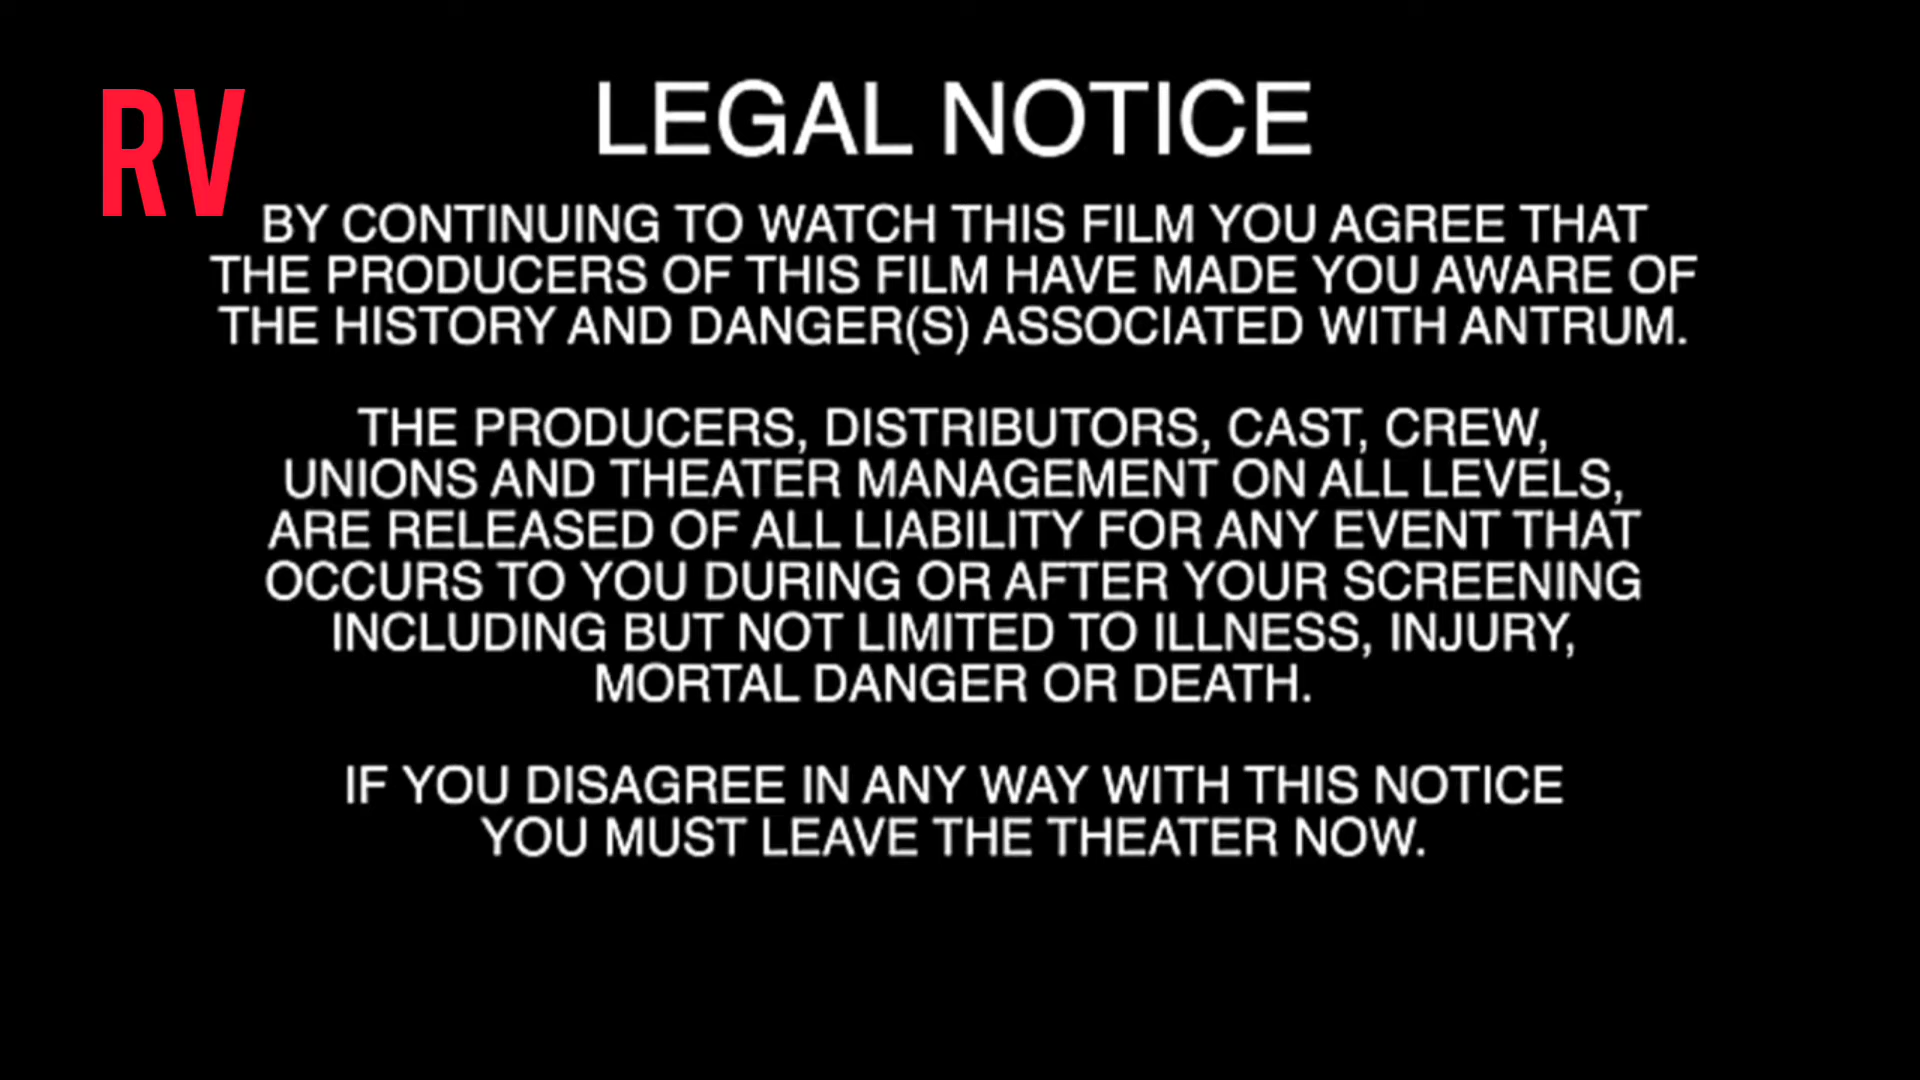 RV
LEGAL NOTICE
BY CONTINUING TO WATCH THIS FILM YOU AGREE THAT
THE PRODUCERS OF THIS FILM HAVE MADE YOU AWARE OF
THE HISTORY AND DANGER(S) ASSOCIATED WITH ANTRUM.
THE PRODUCERS, DISTRIBUTORS, CAST, CREW,
UNIONS AND THEATER MANAGEMENT ON ALL LEVELS,
ARE RELEASED OF ALL LIABILITY FOR ANY EVENT THAT
OCCURS TO YOU DURING OR AFTER YOUR SCREENING
INCLUDING BUT NOT LIMITED TO ILLNESS, INJURY,
MORTAL DANGER OR DEATH.
IF YOU DISAGREE IN ANY WAY WITH THIS NOTICE
YOU MUST LEAVE THE THEATER NOW.